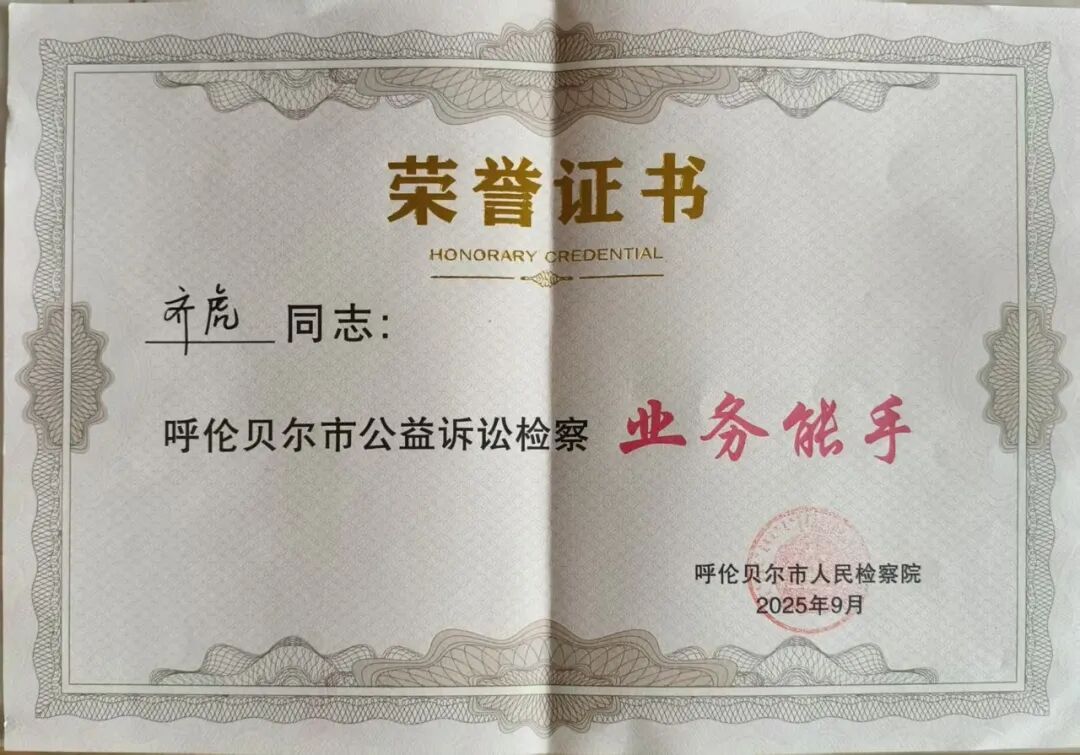 荣誉证书
HONORARY CREDENTIAL
齐虎 同志:
呼伦贝尔市公益诉讼检察 业务能手
呼伦贝尔市人民检察院
2025年9月